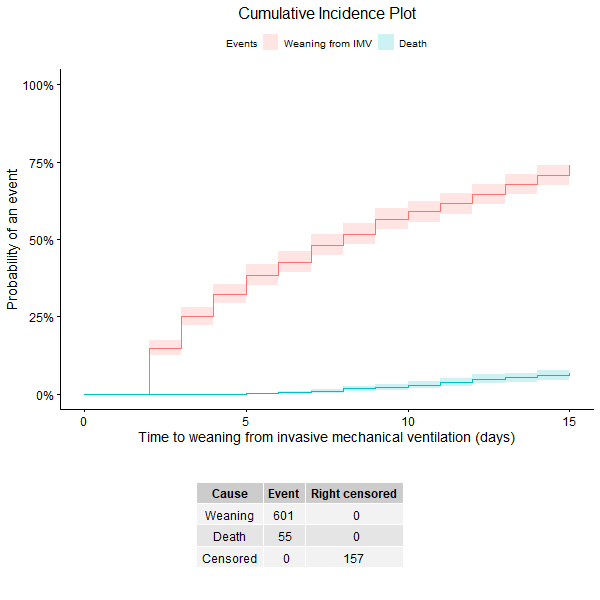 Cumulative Incidence Plot
Events Weaning from IMV Death
100%
75%
50%
25%
0%
Probability of an event
0 5 10 15
Time to weaning from invasive mechanical ventilation (days)
Cause Event Right censored
Weaning 601 0
Death 55 0
Censored 0 157